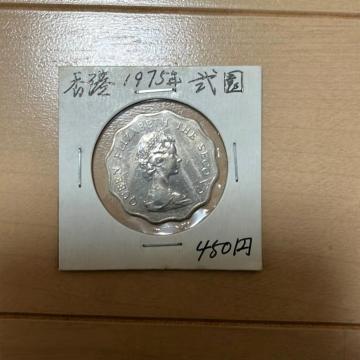 香港 1975年 弐圓
QUEEN ELIZABETH THE SECOND
450円